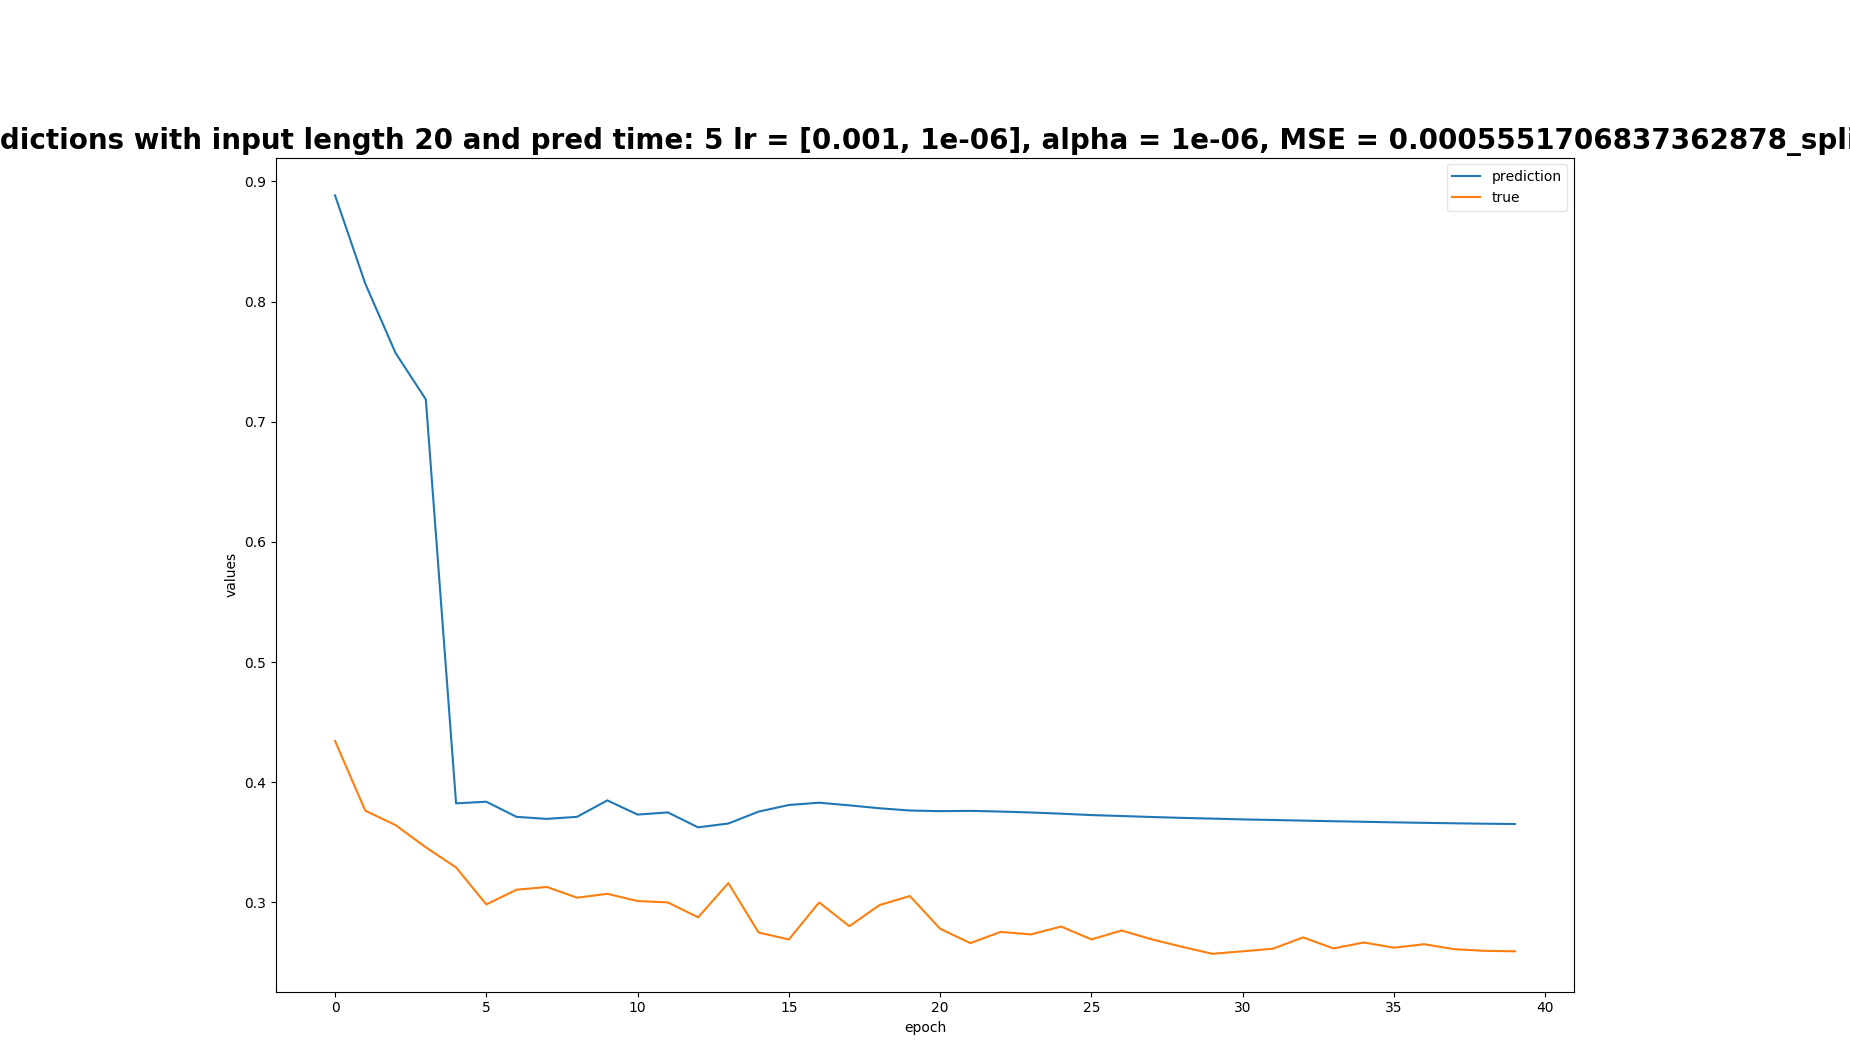 dictions with input length 20 and pred time: 5 lr = [0.001, 1e-06], alpha = 1e-06, MSE = 0.0005551706837362878_spli
prediction
true
0.9
0.8
0.7
0.6
0.5
0.4
0.3
values
0 5 10 15 20 25 30 35 40
epoch